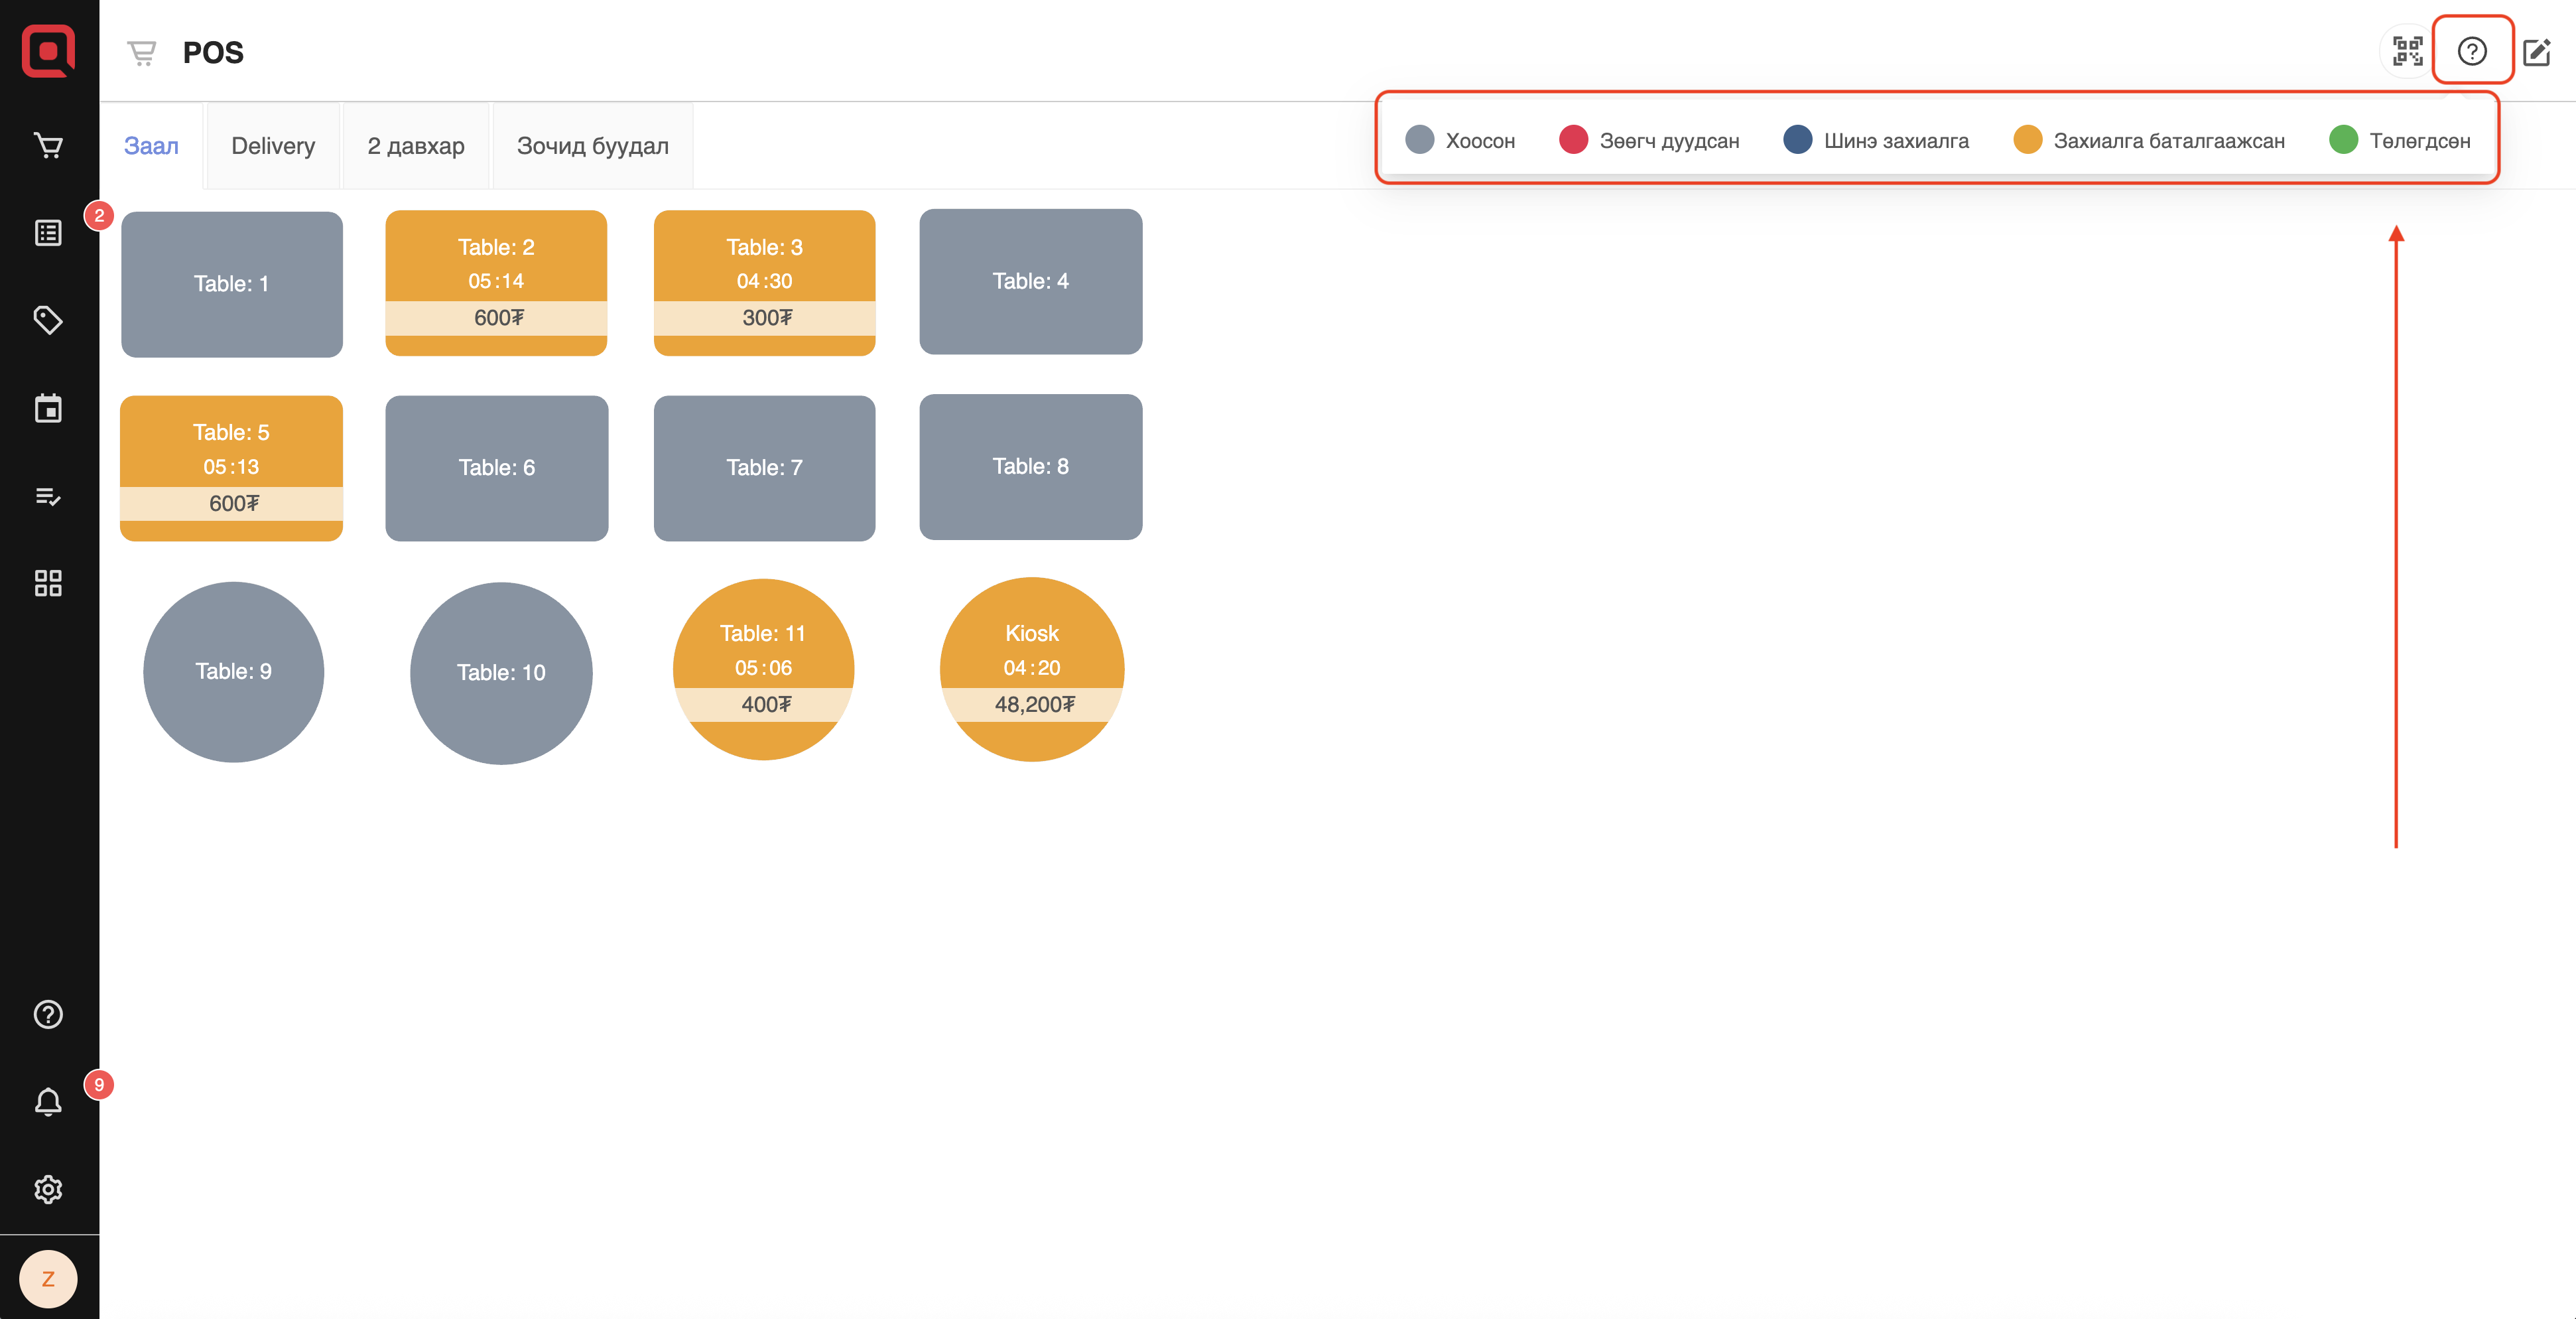 POS
Заал
Delivery
2 давхар
Зочид буудал
Хоосон
Зөөгч дуудсан
Шинэ захиалга
Захиалга баталгаажсан
Төлөгдсөн
2
Table: 1
Table: 2
05:14
600₮
Table: 3
04:30
300₮
Table: 4
Table: 5
05:13
600₮
Table: 6
Table: 7
Table: 8
Table: 9
Table: 10
Table: 11
05:06
400₮
Kiosk
04:20
48,200₮
9
Z